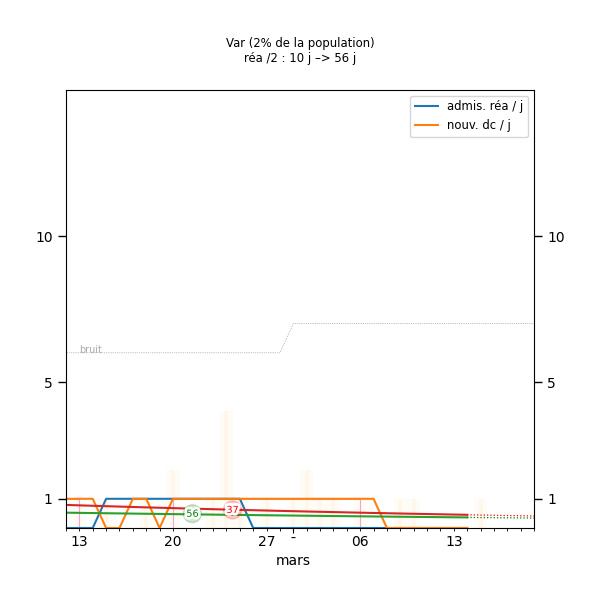 Var (2% de la population)
réa /2 : 10 j –> 56 j
admis. réa / j
nouv. dc / j
10
10
bruit
5
5
1
1
37
56
13
20
27
-
06
13
mars